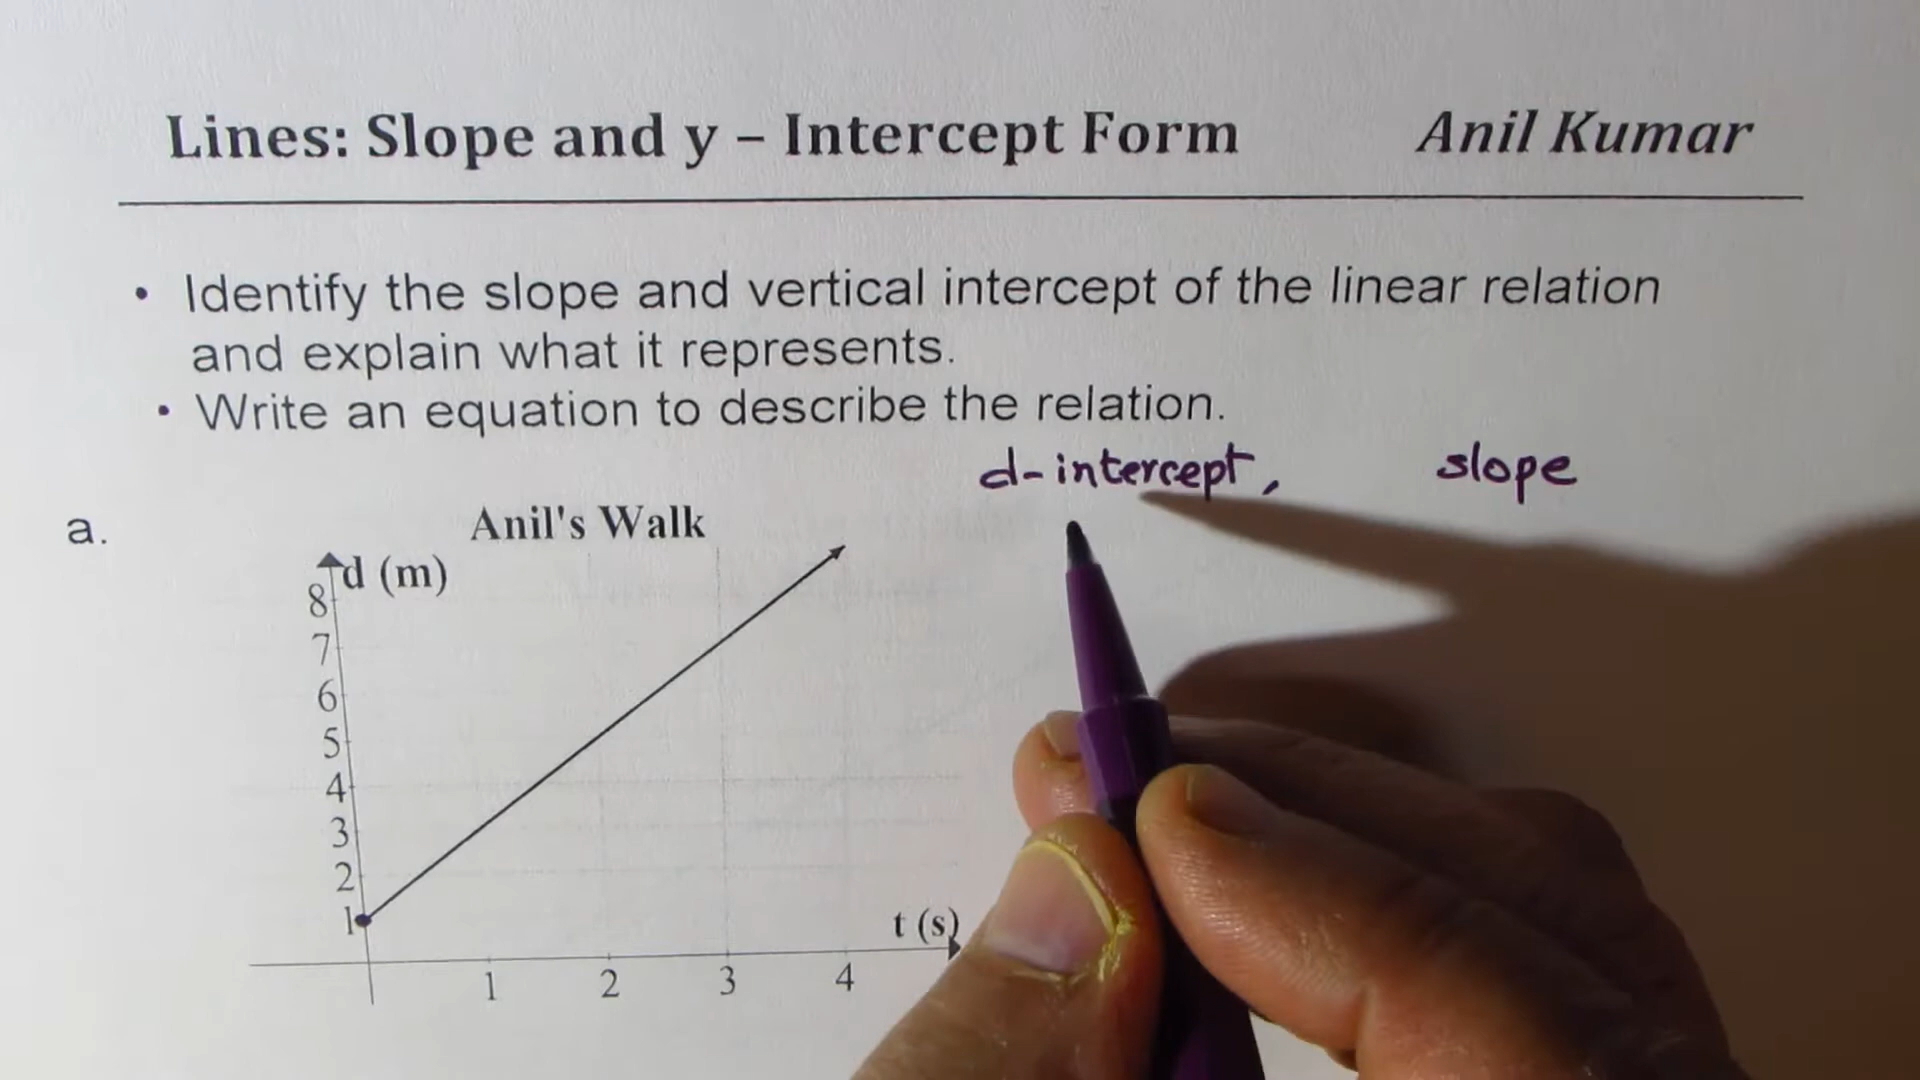 Lines: Slope and y – Intercept Form Anil Kumar
• Identify the slope and vertical intercept of the linear relation
and explain what it represents.
• Write an equation to describe the relation.
d-intercept, slope
a.
Anil's Walk
d (m)
8
7
6
5
4
3
2
1
t (s)
1 2 3 4